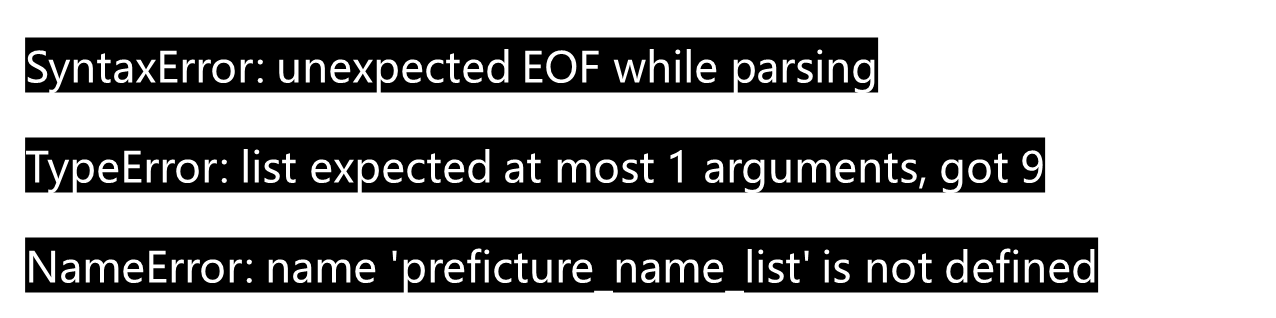 SyntaxError: unexpected EOF while parsing
TypeError: list expected at most 1 arguments, got 9
NameError: name 'preficture_name_list' is not defined